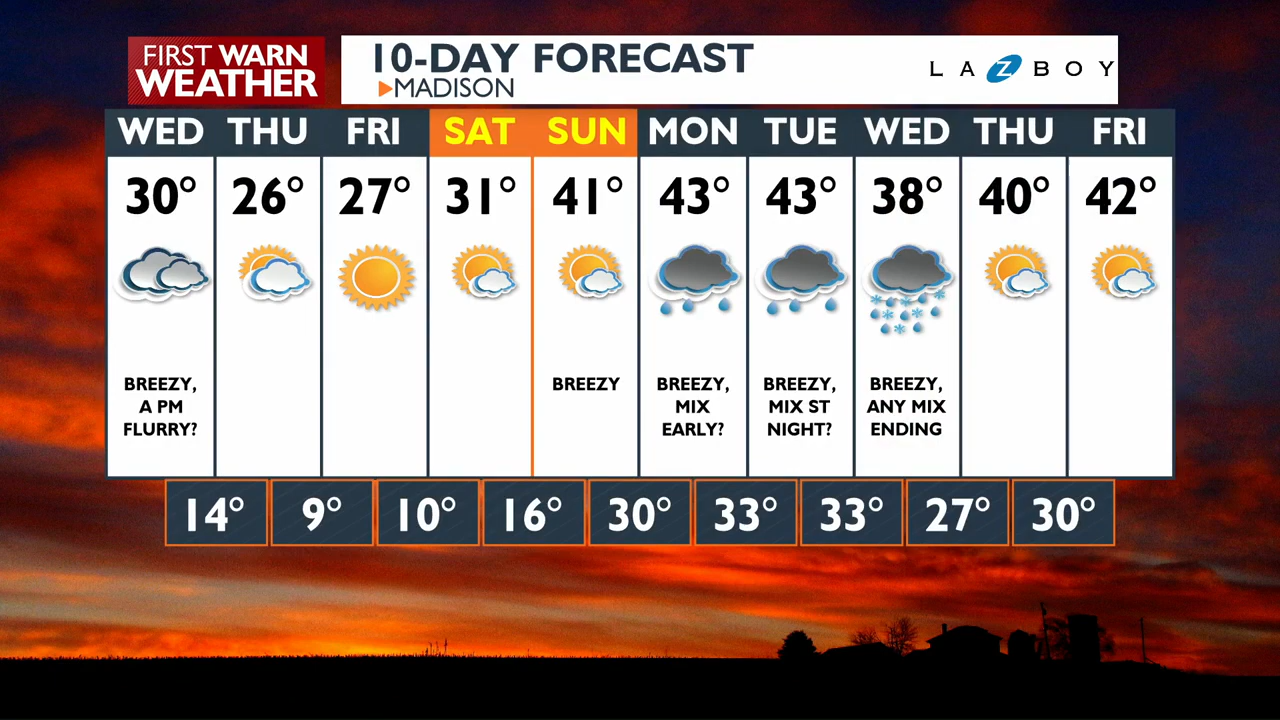 FIRST WARN
WEATHER
10-DAY FORECAST
MADISON
LA Z BOY
WED THU FRI SAT SUN MON TUE WED THU FRI
30° 26° 27° 31° 41° 43° 43° 38° 40° 42°
BREEZY,
A PM
FLURRY?
BREEZY
BREEZY,
MIX
EARLY?
BREEZY,
MIX ST
NIGHT?
BREEZY,
ANY MIX
ENDING
14° 9° 10° 16° 30° 33° 33° 27° 30°